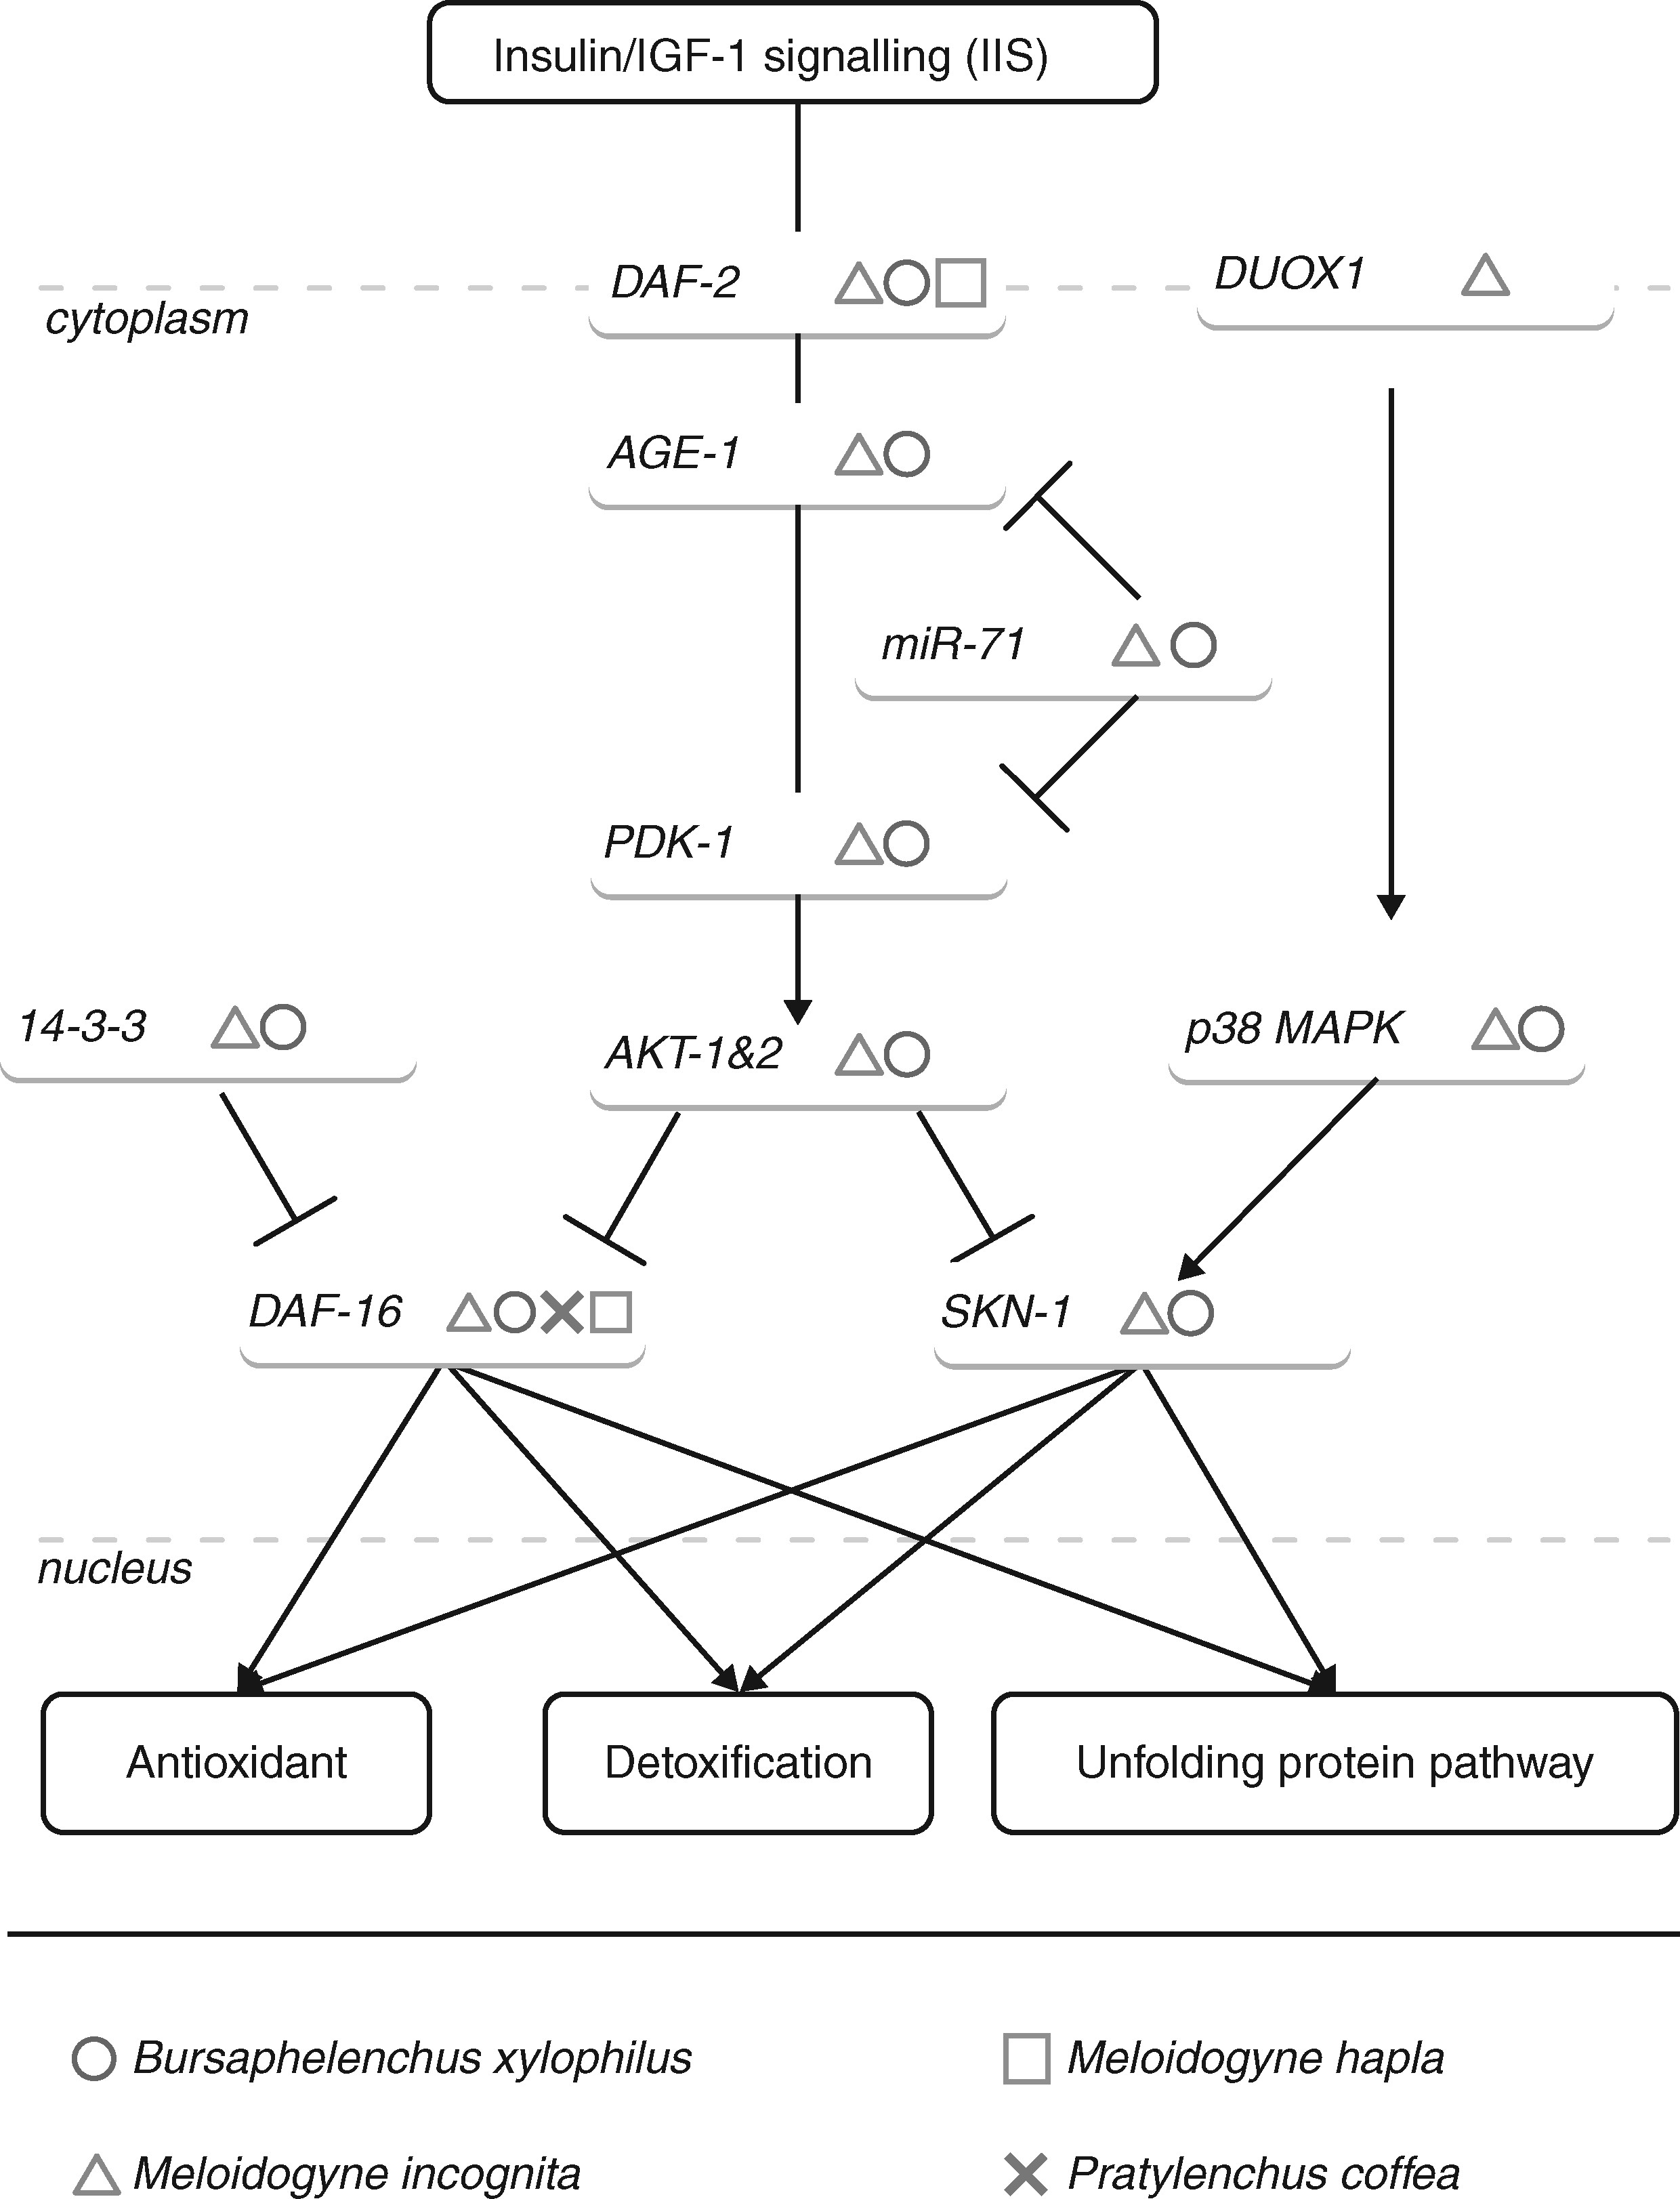 Insulin/IGF-1 signalling (IIS)
DAF-2
DUOX1
cytoplasm
AGE-1
miR-71
PDK-1
14-3-3
AKT-1&2
p38 MAPK
DAF-16
SKN-1
nucleus
Antioxidant
Detoxification
Unfolding protein pathway
Bursaphelenchus xylophilus
Meloidogyne hapla
Meloidogyne incognita
Pratylenchus coffea